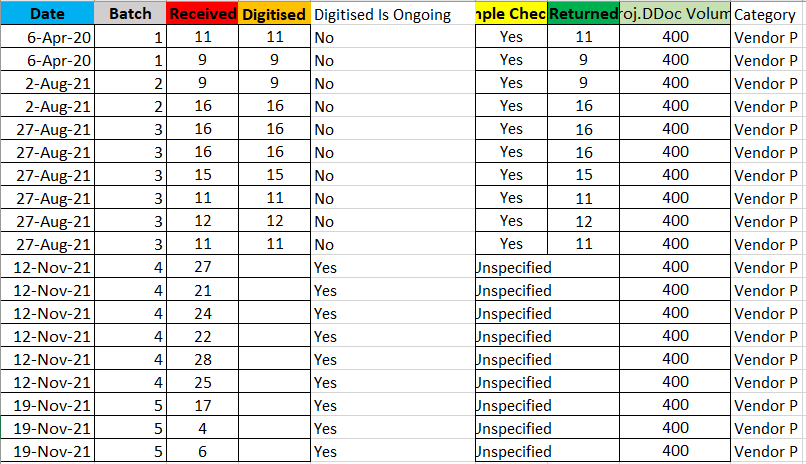 Date Batch Received Digitised Digitised Is Ongoing nple Chec Returned roj.DDoc Volum Category
6-Apr-20 1 11 11 No Yes 11 400 Vendor P
6-Apr-20 1 9 9 No Yes 9 400 Vendor P
2-Aug-21 2 9 9 No Yes 9 400 Vendor P
2-Aug-21 2 16 16 No Yes 16 400 Vendor P
27-Aug-21 3 16 16 No Yes 16 400 Vendor P
27-Aug-21 3 16 16 No Yes 16 400 Vendor P
27-Aug-21 3 15 15 No Yes 15 400 Vendor P
27-Aug-21 3 11 11 No Yes 11 400 Vendor P
27-Aug-21 3 12 12 No Yes 12 400 Vendor P
27-Aug-21 3 11 11 No Yes 11 400 Vendor P
12-Nov-21 4 27 Yes Unspecified 400 Vendor P
12-Nov-21 4 21 Yes Unspecified 400 Vendor P
12-Nov-21 4 24 Yes Unspecified 400 Vendor P
12-Nov-21 4 22 Yes Unspecified 400 Vendor P
12-Nov-21 4 28 Yes Unspecified 400 Vendor P
12-Nov-21 4 25 Yes Unspecified 400 Vendor P
19-Nov-21 5 17 Yes Unspecified 400 Vendor P
19-Nov-21 5 4 Yes Unspecified 400 Vendor P
19-Nov-21 5 6 Yes Unspecified 400 Vendor P